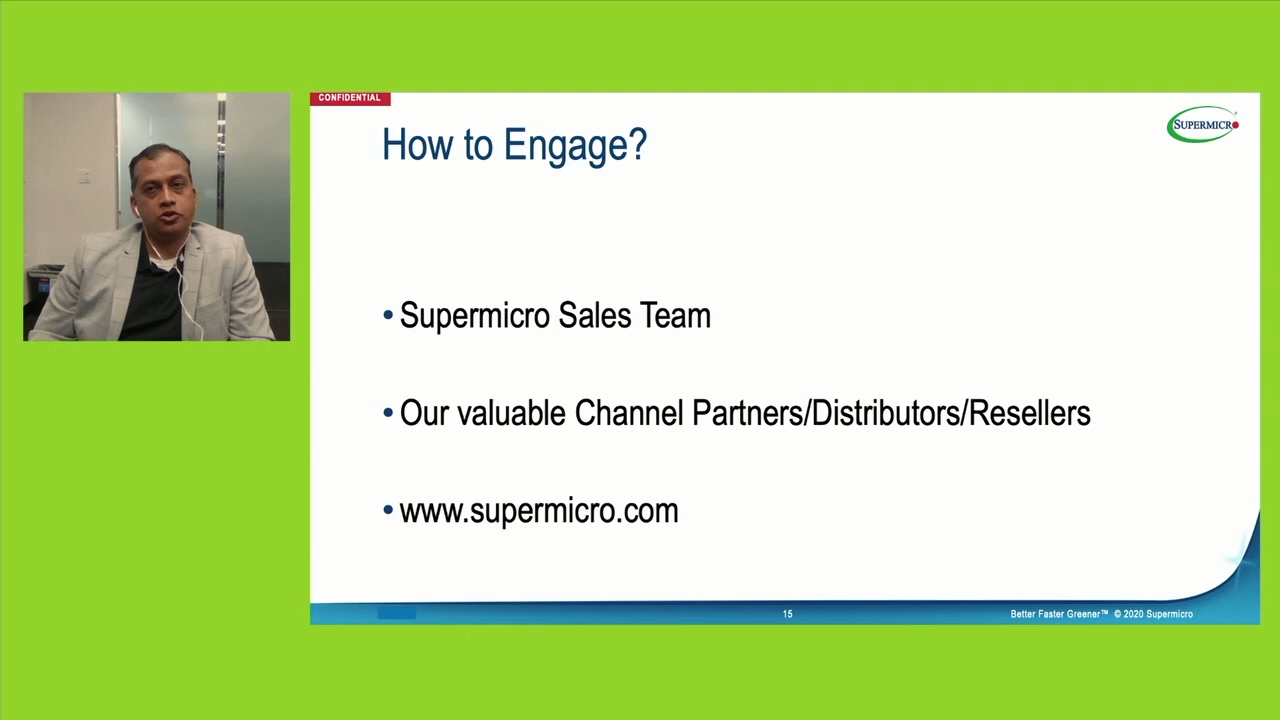 CONFIDENTIAL
SUPERMICRO
How to Engage?
• Supermicro Sales Team
• Our valuable Channel Partners/Distributors/Resellers
• www.supermicro.com
15
Better Faster Greener™ © 2020 Supermicro